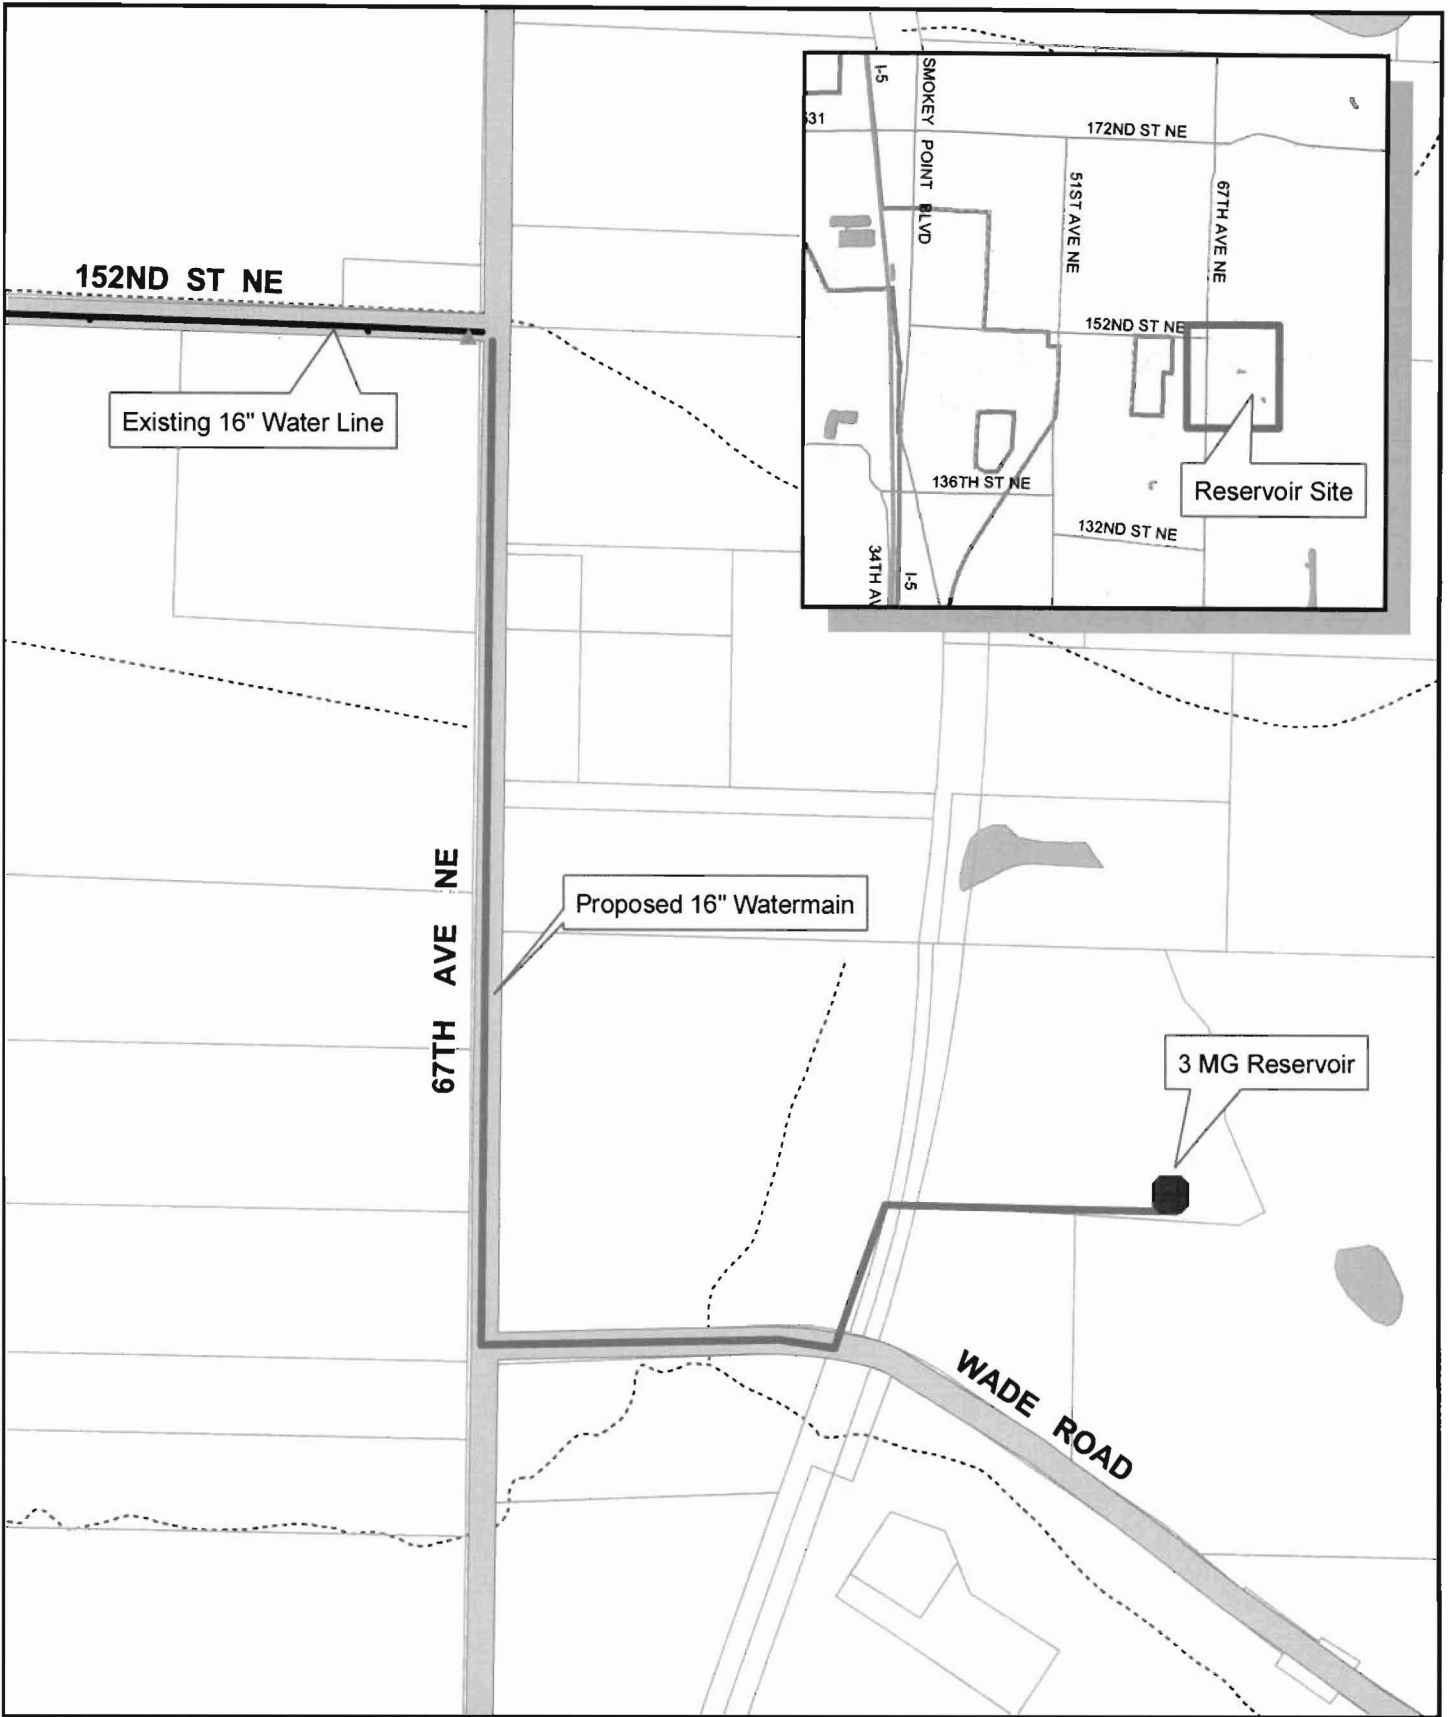 152ND ST NE
Existing 16" Water Line
67TH AVE NE
Proposed 16" Watermain
3 MG Reservoir
WADE ROAD
I-5
SMOKEY POINT BLVD
531
172ND ST NE
51ST AVE NE
67TH AVE NE
152ND ST NE
136TH ST NE
Reservoir Site
132ND ST NE
34TH AV
I-5